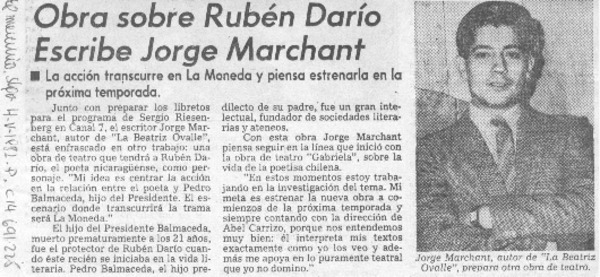 Obra sobre Rubén Darío
Escribe Jorge Marchant
■ La acción transcurre en La Moneda y piensa estrenarla en la
próxima temporada.
Junto con preparar los libretos
para el programa de Sergio Riesen-
berg en Canal 7, el escritor Jorge Mar-
chant, autor de "La Beatriz Ovalle",
está enfrascado en otro trabajo: una
obra de teatro que tendrá a Rubén Da-
río, el poeta nicaragüense, como per-
sonaje. "Mi idea es centrar la acción
en la relación entre el poeta y Pedro
Balmaceda, hijo del Presidente. El es-
cenario donde transcurrirá la trama
será La Moneda."
El hijo del Presidente Balmaceda,
muerto prematuramente a los 21 años,
fue el protector de Rubén Darío cuando
éste recién se iniciaba en la vida lite-
raria. Pedro Balmaceda, el hijo pre-
dilecto de su padre, fue un gran inte-
lectual, fundador de sociedades litera-
rias y ateneos.
Con esta obra Jorge Marchant
piensa seguir en la línea que inició con
la obra de teatro "Gabriela", sobre la
vida de la poetisa chilena.
"En estos momentos estoy trabajan-
do en la investigación del tema. Mi
meta es estrenar la nueva obra a co-
mienzos de la próxima temporada y
siempre contando con la dirección de
Abel Carrizo, porque nos entendemos
muy bien: él interpreta mis textos
exactamente como yo los veo y ade-
más me apoya en lo puramente teatral
que yo no domino."
Jorge Marchant, autor de "La Beatriz
Ovalle", prepara otra obra de teatro.